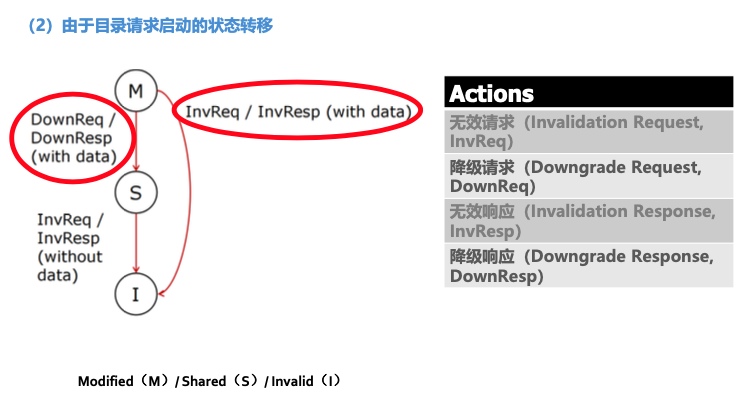 （2）由于目录请求启动的状态转移
M
DownReq /
DownResp
(with data)
InvReq / InvResp (with data)
S
InvReq /
InvResp
(without
data)
I
Modified（M）/ Shared（S）/ Invalid（I）
Actions
无效请求（Invalidation Request,
InvReq)
降级请求（Downgrade Request,
DownReq)
无效响应（Invalidation Response,
InvResp)
降级响应（Downgrade Response,
DownResp)